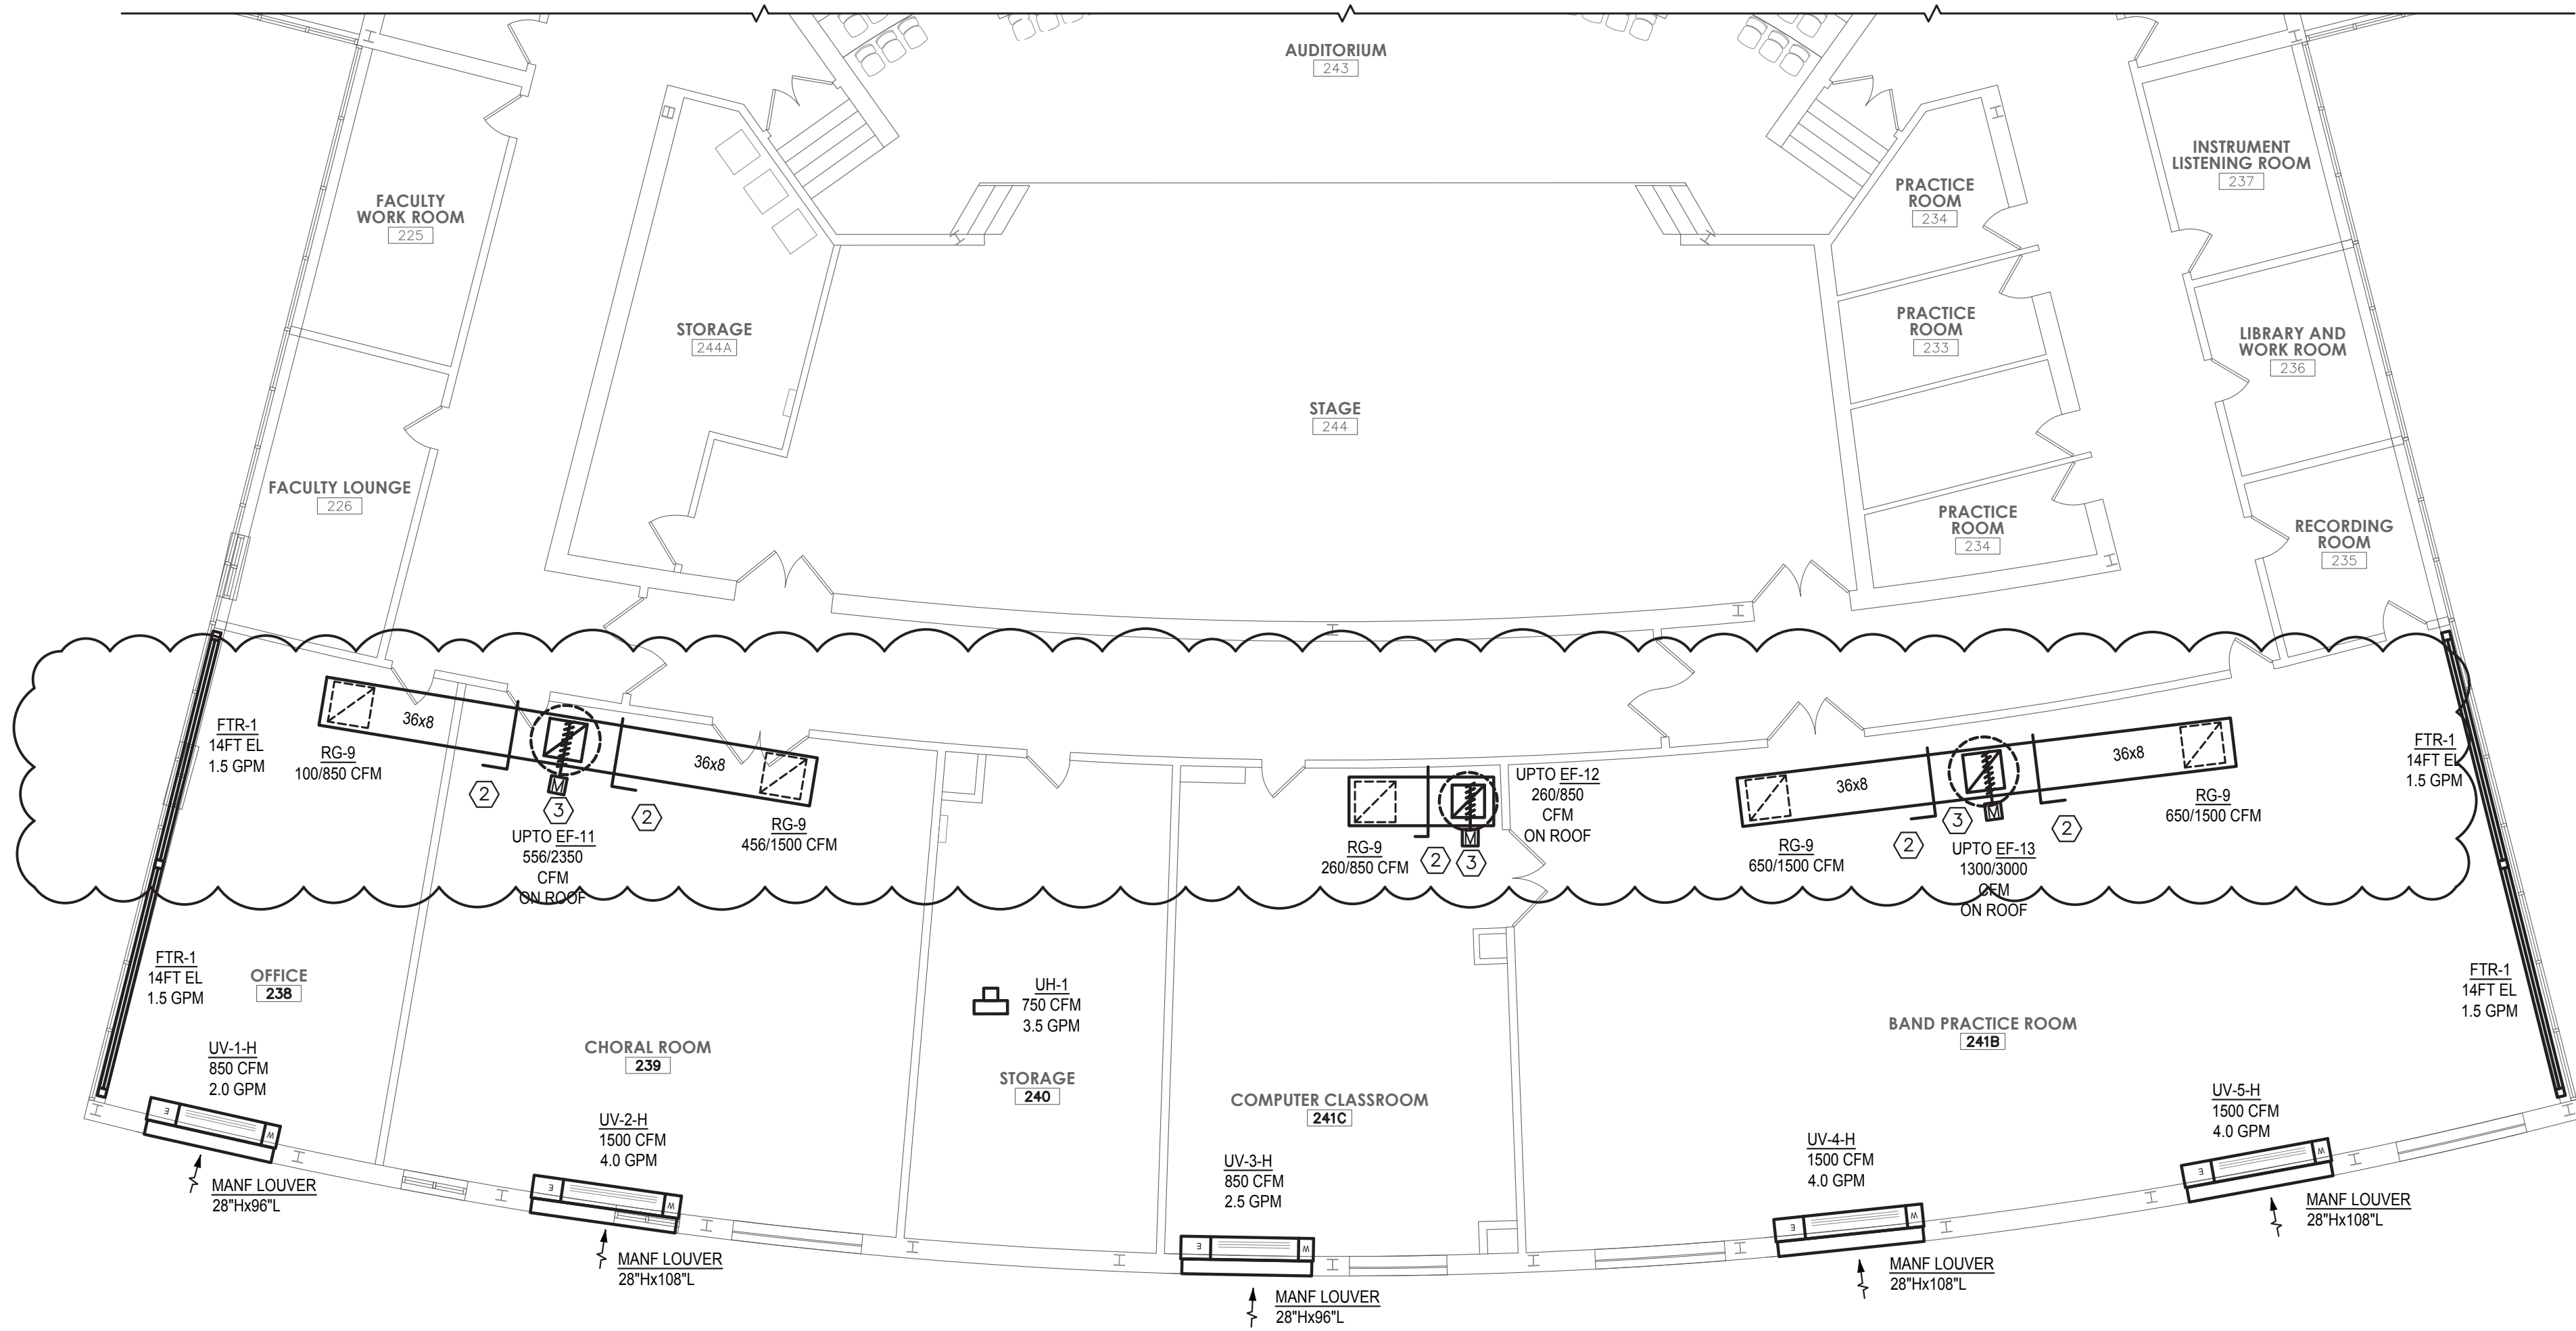 AUDITORIUM
243
INSTRUMENT
LISTENING ROOM
237
FACULTY
WORK ROOM
225
PRACTICE
ROOM
234
STORAGE
244A
PRACTICE
ROOM
233
LIBRARY AND
WORK ROOM
236
STAGE
244
FACULTY LOUNGE
226
PRACTICE
ROOM
234
RECORDING
ROOM
235
FTR-1
14FT EL
1.5 GPM
36x8
RG-9
100/850 CFM
2
M
3
UPTO EF-11
556/2350
CFM
ON ROOF
2
36x8
RG-9
456/1500 CFM
RG-9
260/850 CFM
2
M
3
UPTO EF-12
260/850
CFM
ON ROOF
36x8
RG-9
650/1500 CFM
2
3
M
UPTO EF-13
1300/3000
CFM
ON ROOF
2
36x8
RG-9
650/1500 CFM
FTR-1
14FT EL
1.5 GPM
FTR-1
14FT EL
1.5 GPM
OFFICE
238
UV-1-H
850 CFM
2.0 GPM
E
W
MANF LOUVER
28"Hx96"L
CHORAL ROOM
239
UV-2-H
1500 CFM
4.0 GPM
E
W
MANF LOUVER
28"Hx108"L
UH-1
750 CFM
3.5 GPM
STORAGE
240
COMPUTER CLASSROOM
241C
UV-3-H
850 CFM
2.5 GPM
E
W
MANF LOUVER
28"Hx96"L
BAND PRACTICE ROOM
241B
UV-4-H
1500 CFM
4.0 GPM
E
W
MANF LOUVER
28"Hx108"L
UV-5-H
1500 CFM
4.0 GPM
E
W
MANF LOUVER
28"Hx108"L
FTR-1
14FT EL
1.5 GPM